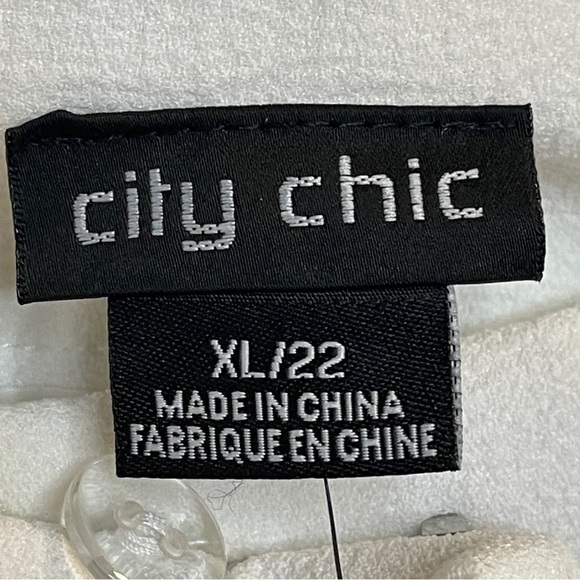 city chic
XL/22
MADE IN CHINA
FABRIQUE EN CHINE